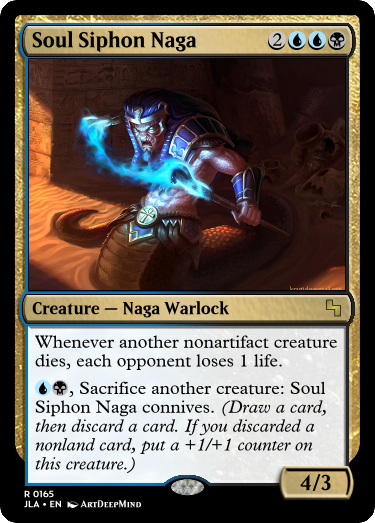 Soul Siphon Naga 2
Creature — Naga Warlock
Whenever another nonartifact creature
dies, each opponent loses 1 life.
, Sacrifice another creature: Soul
Siphon Naga connives. (Draw a card,
then discard a card. If you discarded a
nonland card, put a +1/+1 counter on
this creature.)
4/3
R 0165
JLA • EN ArtDeepMind